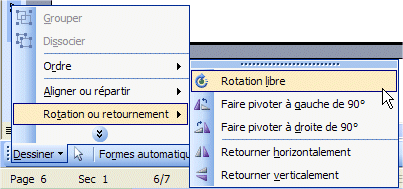 Grouper
Dissocier
Ordre
Aligner ou répartir
Rotation ou retournement
Rotation libre
Faire pivoter à gauche de 90°
Faire pivoter à droite de 90°
Retourner horizontalement
Retourner verticalement
Dessiner
Formes automatiqu
Page 6 Sec 1 6/7